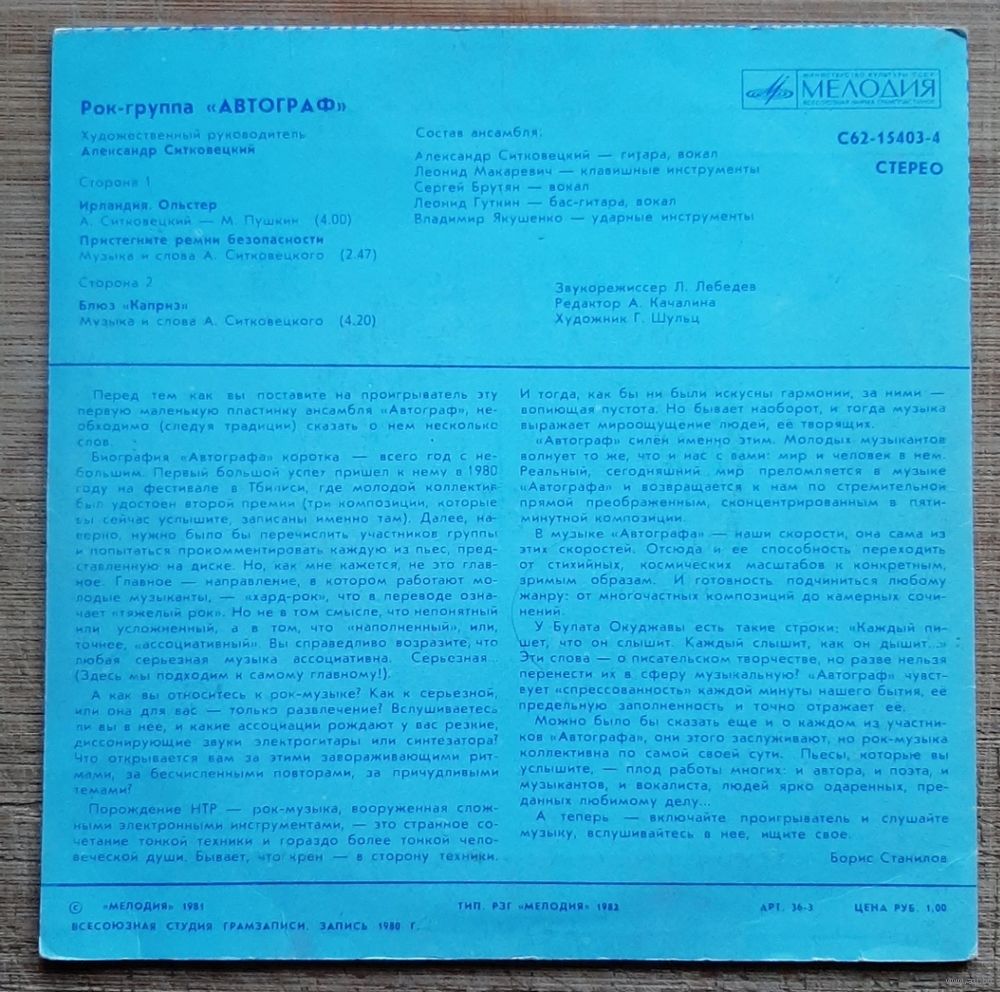 Рок-группа «АВТОГРАФ»
Художественный руководитель
Александр Ситковецкий
Сторона 1
Ирландия. Ольстер
А. Ситковецкий — М. Пушкин (4.00)
Пристегните ремни безопасности
Музыка и слова А. Ситковецкого (2.47)
Сторона 2
Блюз «Каприз»
Музыка и слова А. Ситковецкого (4.20)
Состав ансамбля:
Александр Ситковецкий — гитара, вокал
Леонид Макаревич — клавишные инструменты
Сергей Брутян — вокал
Леонид Гуткин — бас-гитара, вокал
Владимир Якушенко — ударные инструменты
Звукорежиссер Л. Лебедев
Редактор А. Качалина
Художник Г. Шульц
МИНИСТЕРСТВО КУЛЬТУРЫ СССР
МЕЛОДИЯ
ВСЕСОЮЗНАЯ ФИРМА ГРАМПЛАСТИНОК
С62-15403-4
СТЕРЕО
Перед тем как вы поставите на проигрыватель эту
первую маленькую пластинку ансамбля «Автограф», не-
обходимо (следуя традиции) сказать о нем несколько
слов.
Биография «Автографа» коротка — всего год с не-
большим. Первый большой успех пришел к нему в 1980
году на фестивале в Тбилиси, где молодой коллектив
был удостоен второй премии (три композиции, которые
вы сейчас услышите, записаны именно там). Далее, на-
верно, нужно было бы перечислить участников группы
и попытаться прокомментировать каждую из пьес, пред-
ставленную на диске. Но, как мне кажется, не это глав-
ное. Главное — направление, в котором работают мо-
лодые музыканты, — «хард-рок», что в переводе озна-
чает «тяжелый рок». Но не в том смысле, что непонятный
или усложненный, а в том, что «наполненный», или,
точнее, «ассоциативный». Вы справедливо возразите, что
любая серьезная музыка ассоциативна. Серьезная...
(Здесь мы подходим к самому главному!).
А как вы относитесь к рок-музыке? Как к серьезной,
или она для вас — только развлечение? Вслушиваетесь
ли вы в нее, и какие ассоциации рождают у вас резкие,
диссонирующие звуки электрогитары или синтезатора?
Что открывается вам за этими завораживающими рит-
мами, за бесчисленными повторами, за причудливыми
темами?
Порождение НТР — рок-музыка, вооруженная слож-
ными электронными инструментами, — это странное со-
четание тонкой техники и гораздо более тонкой чело-
веческой души. Бывает, что крен — в сторону техники.
И тогда, как бы ни были искусны гармонии, за ними —
вопиющая пустота. Но бывает наоборот, и тогда музыка
выражает мироощущение людей, её творящих.
«Автограф» силен именно этим. Молодых музыкантов
волнует то же, что и нас с вами: мир и человек в нем.
Реальный, сегодняшний мир преломляется в музыке
«Автографа» и возвращается к нам по стремительной
прямой преображенным, сконцентрированным в пяти-
минутной композиции.
В музыке «Автографа» — наши скорости, она сама из
этих скоростей. Отсюда и ее способность переходить
от стихийных, космических масштабов к конкретным,
зримым образам. И готовность подчиниться любому
жанру: от многочастных композиций до камерных сочи-
нений.
У Булата Окуджавы есть такие строки: «Каждый пи-
шет, что он слышит. Каждый слышит, как он дышит...»
Эти слова — о писательском творчестве, но разве нельзя
перенести их в сферу музыкальную? «Автограф» чувст-
вует «спрессованность» каждой минуты нашего бытия, её
предельную заполненность и точно отражает её.
Можно было бы сказать еще и о каждом из участни-
ков «Автографа», они этого заслуживают, но рок-музыка
коллективна по самой своей сути. Пьесы, которые вы
услышите, — плод работы многих: и автора, и поэта, и
музыкантов, и вокалиста, людей ярко одаренных, пре-
данных любимому делу...
А теперь — включайте проигрыватель и слушайте
музыку, вслушивайтесь в нее, ищите свое.
Борис Станилов
© «МЕЛОДИЯ» 1981
ТИП. РЗГ «МЕЛОДИЯ» 1982
АРТ. 36-3
ЦЕНА РУБ. 1,00
ВСЕСОЮЗНАЯ СТУДИЯ ГРАМЗАПИСИ. ЗАПИСЬ 1980 Г.